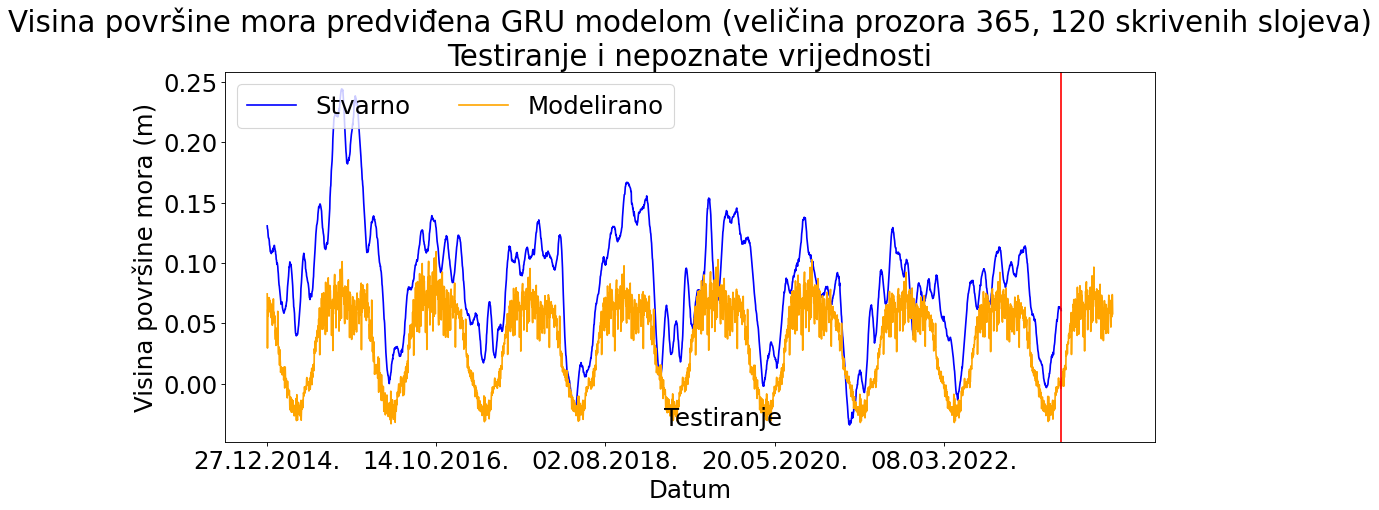 Visina površine mora predviđena GRU modelom (veličina prozora 365, 120 skrivenih slojeva)
Testiranje i nepoznate vrijednosti
Stvarno
Modelirano
Visina površine mora (m)
0.25
0.20
0.15
0.10
0.05
0.00
Testiranje
27.12.2014. 14.10.2016. 02.08.2018. 20.05.2020. 08.03.2022.
Datum